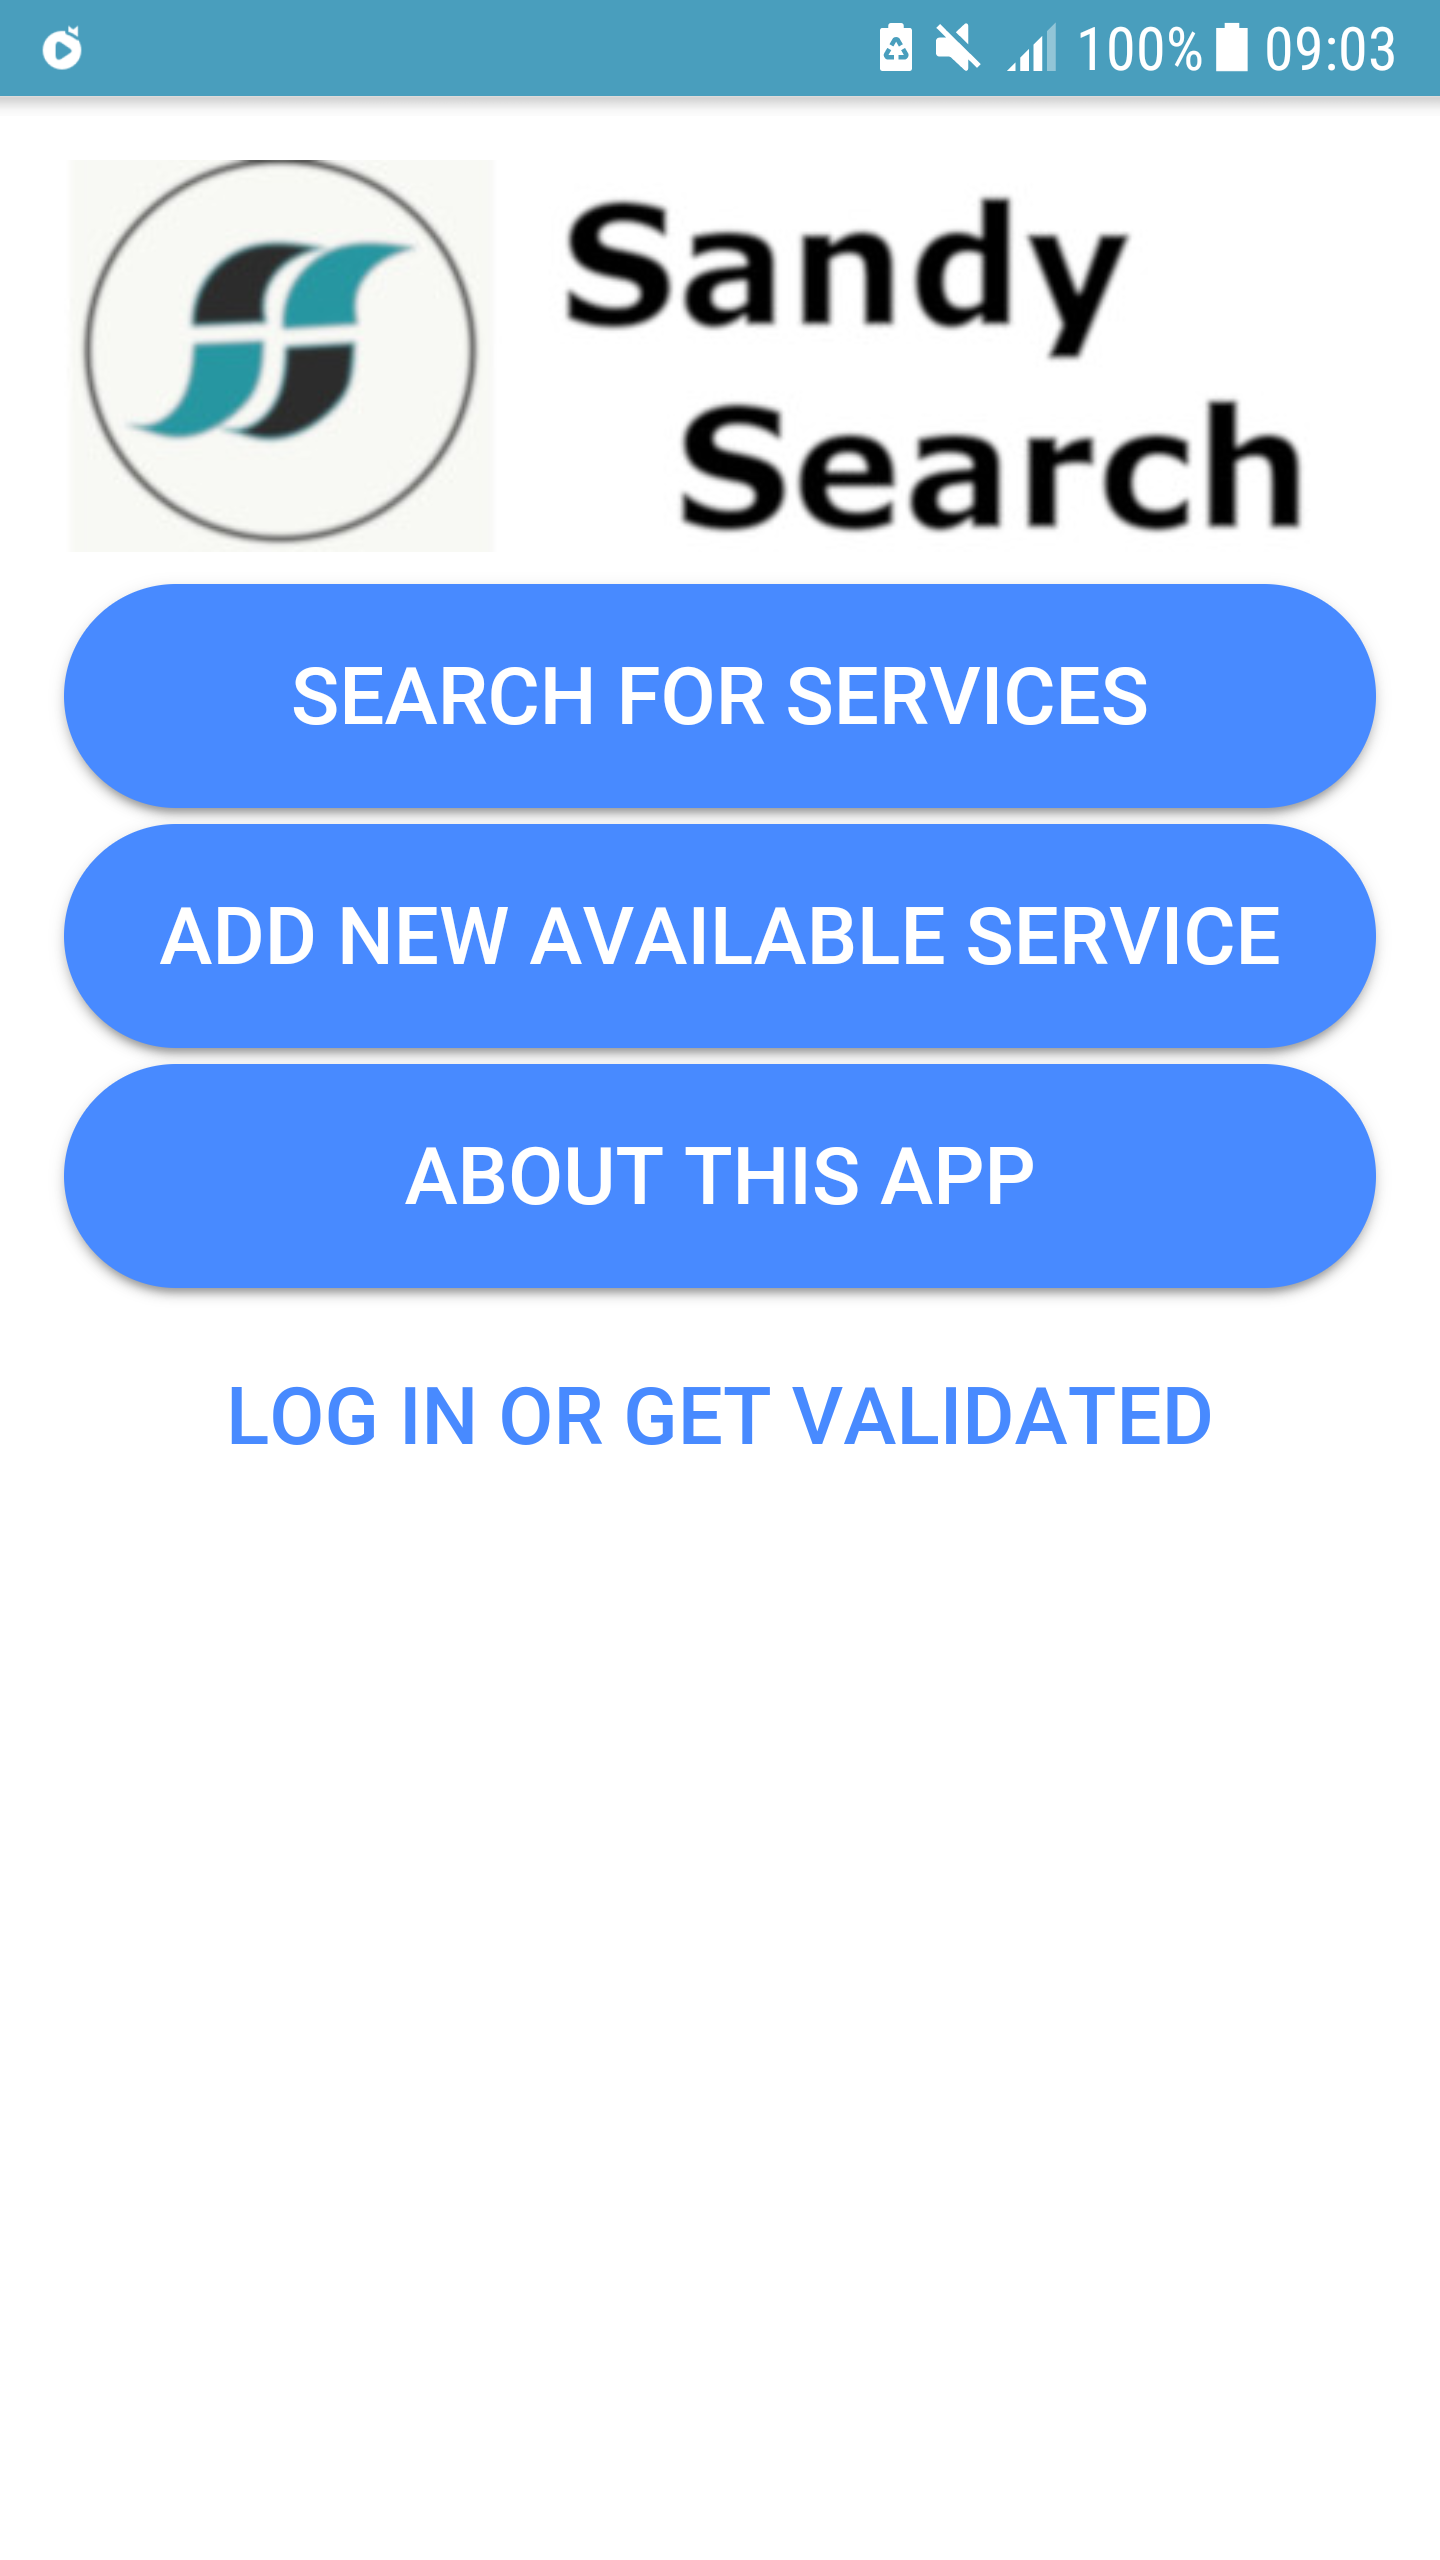 100% 09:03
Sandy
Search
SEARCH FOR SERVICES
ADD NEW AVAILABLE SERVICE
ABOUT THIS APP
LOG IN OR GET VALIDATED